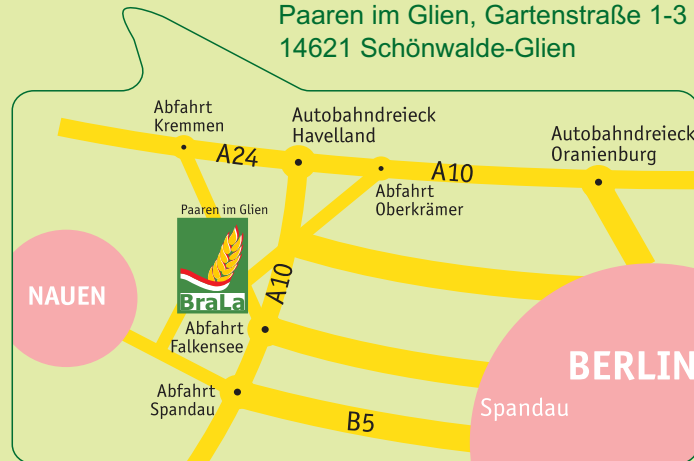 Paaren im Glien, Gartenstraße 1-3
14621 Schönwalde-Glien
Abfahrt
Kremmen
Autobahndreieck
Havelland
Autobahndreieck
Oranienburg
A24
A10
Abfahrt
Oberkrämer
Paaren im Glien
BraLa
NAUEN
A10
Abfahrt
Falkensee
BERLIN
Abfahrt
Spandau
Spandau
B5